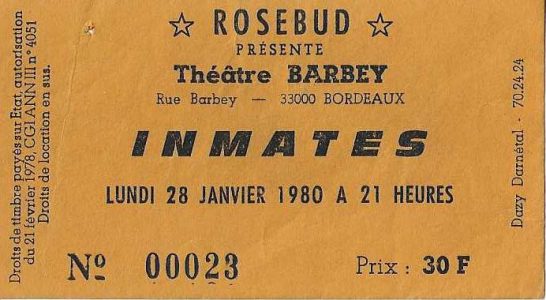 ☆ ROSEBUD ☆
PRÉSENTE
Théâtre BARBEY
Rue Barbey — 33000 BORDEAUX
INMATES
LUNDI 28 JANVIER 1980 A 21 HEURES
Nº 00023
Prix : 30 F
Droits de timbre payés sur État, autorisation
du 21 février 1978, CGI ANN III nº 4051
Droits de location en sus.
Dazy Darnétal - 70.24.24